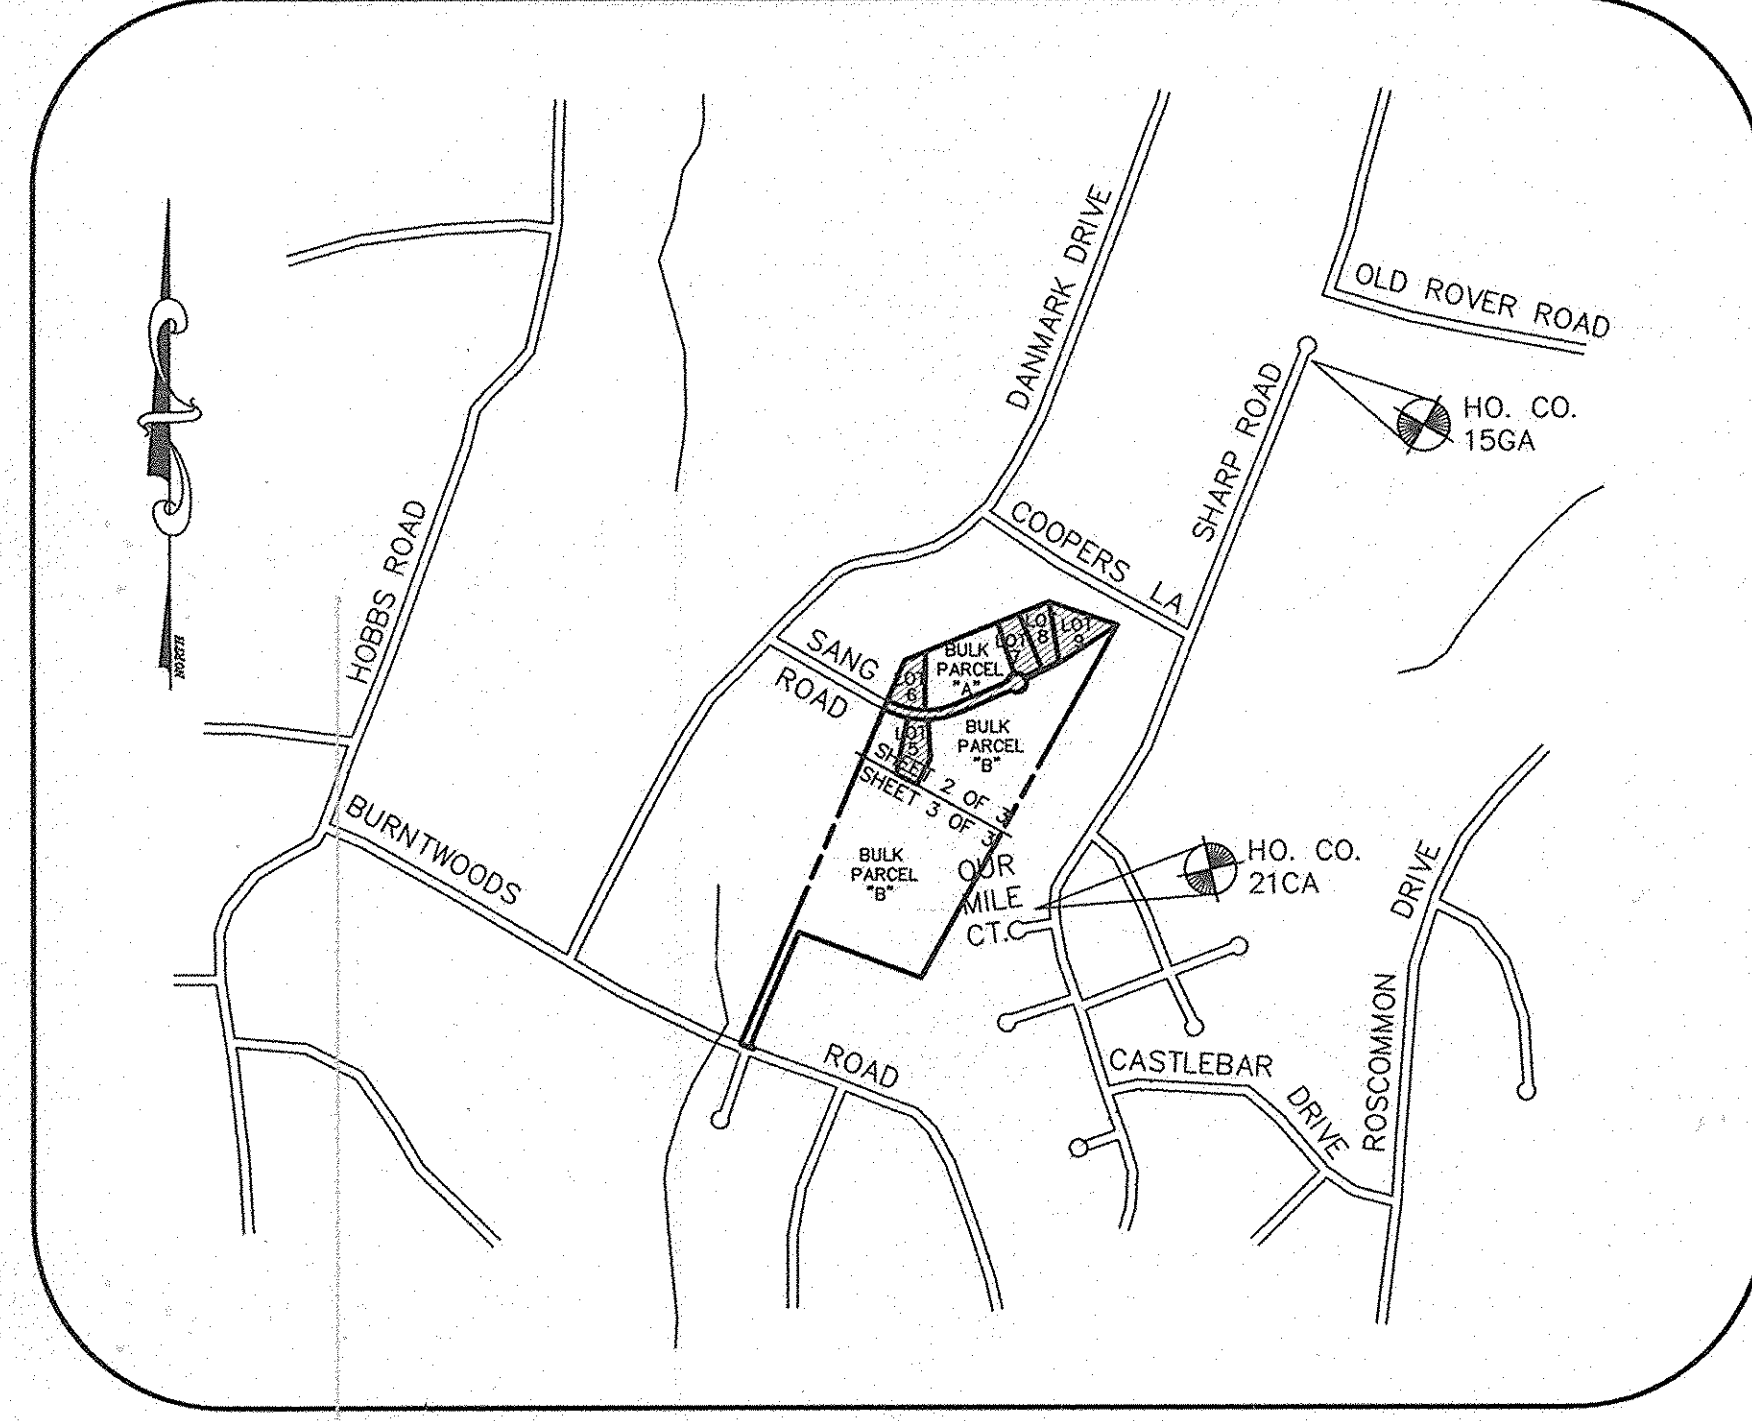 DANMARK DRIVE
OLD ROVER ROAD
SHARP ROAD
HO. CO.
15GA
COOPERS LA
HOBBS ROAD
NORTH
SANG
ROAD
LOT
6
BULK
PARCEL
"A"
LOT
7
LOT
8
LOT
9
LOT
5
BULK
PARCEL
"B"
SHEET 2 OF 3
SHEET 3 OF 3
BURNTWOODS
BULK
PARCEL
"B"
OUR
MILE
CT.
HO. CO.
21CA
DRIVE
ROSCOMMON
ROAD
CASTLEBAR
DRIVE